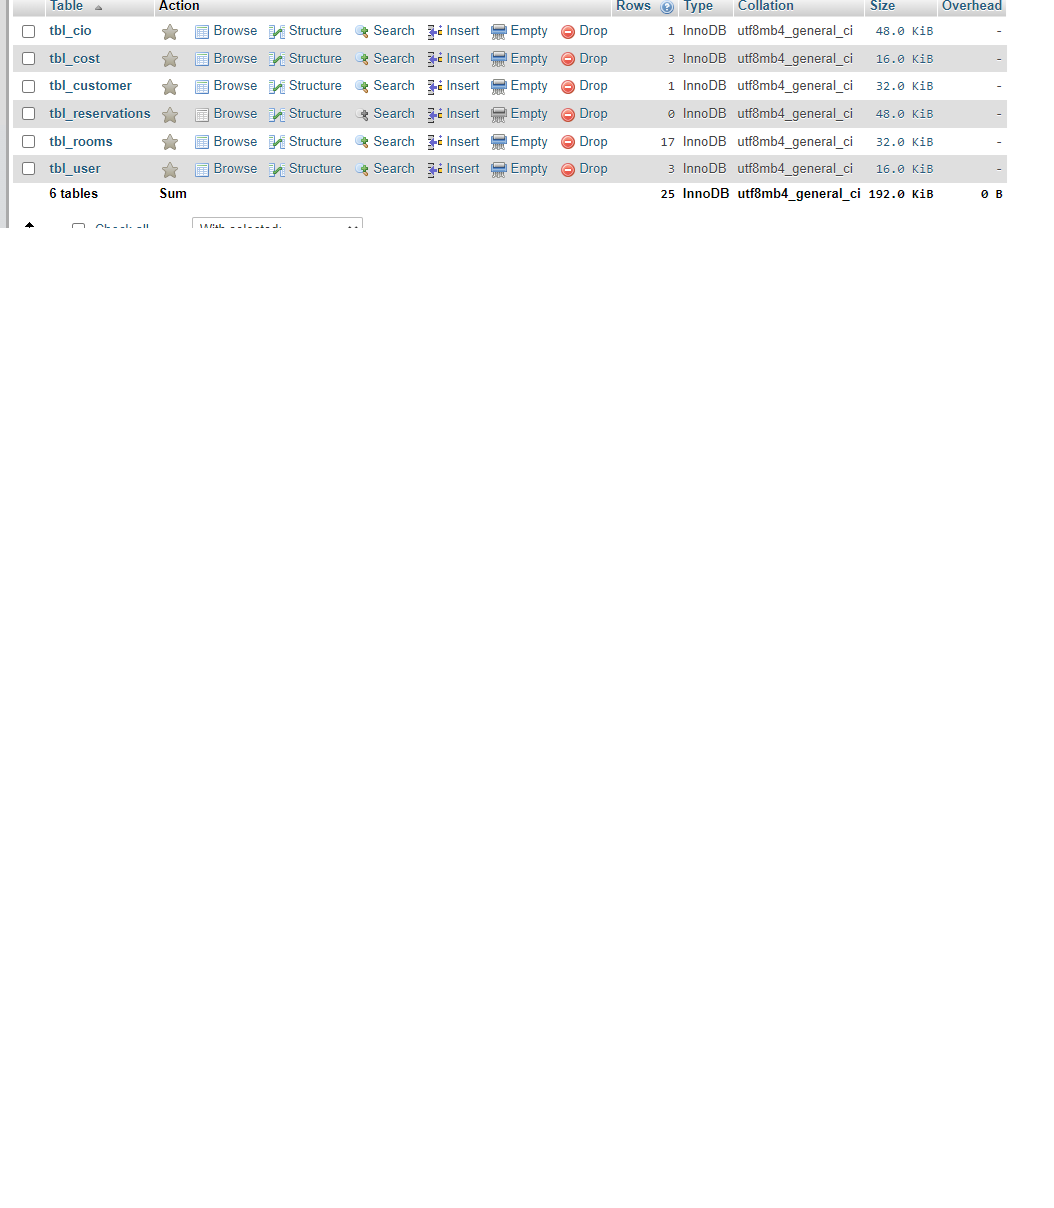 Table Action Rows Type Collation Size Overhead
tbl_cio Browse Structure Search Insert Empty Drop 1 InnoDB utf8mb4_general_ci 48.0 KiB -
tbl_cost Browse Structure Search Insert Empty Drop 3 InnoDB utf8mb4_general_ci 16.0 KiB -
tbl_customer Browse Structure Search Insert Empty Drop 1 InnoDB utf8mb4_general_ci 32.0 KiB -
tbl_reservations Browse Structure Search Insert Empty Drop 0 InnoDB utf8mb4_general_ci 48.0 KiB -
tbl_rooms Browse Structure Search Insert Empty Drop 17 InnoDB utf8mb4_general_ci 32.0 KiB -
tbl_user Browse Structure Search Insert Empty Drop 3 InnoDB utf8mb4_general_ci 16.0 KiB -
6 tables Sum 25 InnoDB utf8mb4_general_ci 192.0 KiB 0 B
Check all With selected: